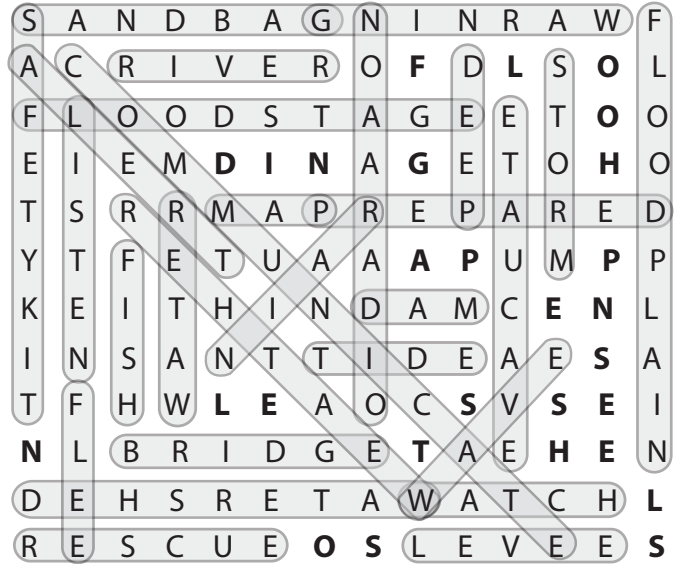 S A N D B A G N I N R A W F
A C R I V E R O F D L S O L
F L O O D S T A G E E T O O
E I E M D I N A G E T O H O
T S R R M A P R E P A R E D
Y T F E T U A A A P U M P P
K E I T H I N D A M C E N L
I N S A N T T I D E A E S A
T F H W L E A O C S V S E I
N L B R I D G E T A E H E N
D E H S R E T A W A T C H L
R E S C U E O S L E V E E S